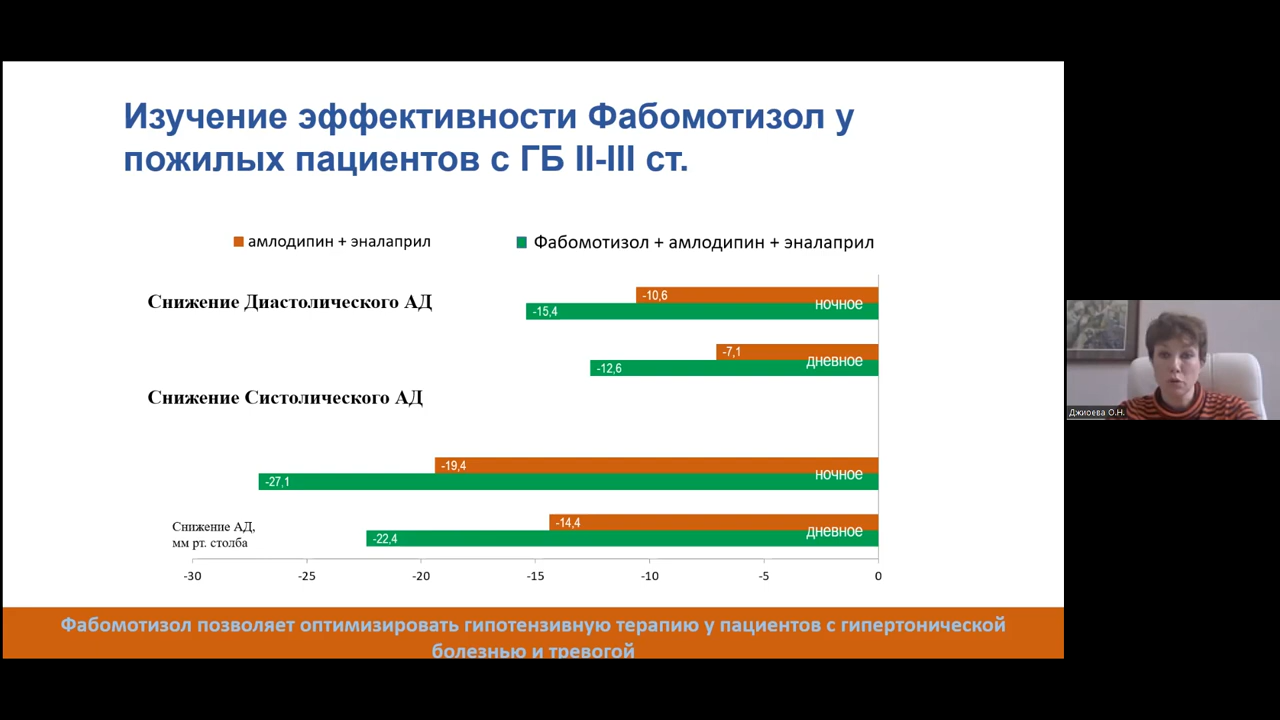 Изучение эффективности Фабомотизол у
пожилых пациентов с ГБ II-III ст.
амлодипин + эналаприл
Фабомотизол + амлодипин + эналаприл
Снижение Диастолического АД
-10,6
ночное
-15,4
-7,1
дневное
-12,6
Снижение Систолического АД
-19,4
ночное
-27,1
-14,4
дневное
-22,4
Снижение АД,
мм рт. столба
-30 -25 -20 -15 -10 -5 0
Джиоева О.Н.
Фабомотизол позволяет оптимизировать гипотензивную терапию у пациентов с гипертонической
болезнью и тревогой